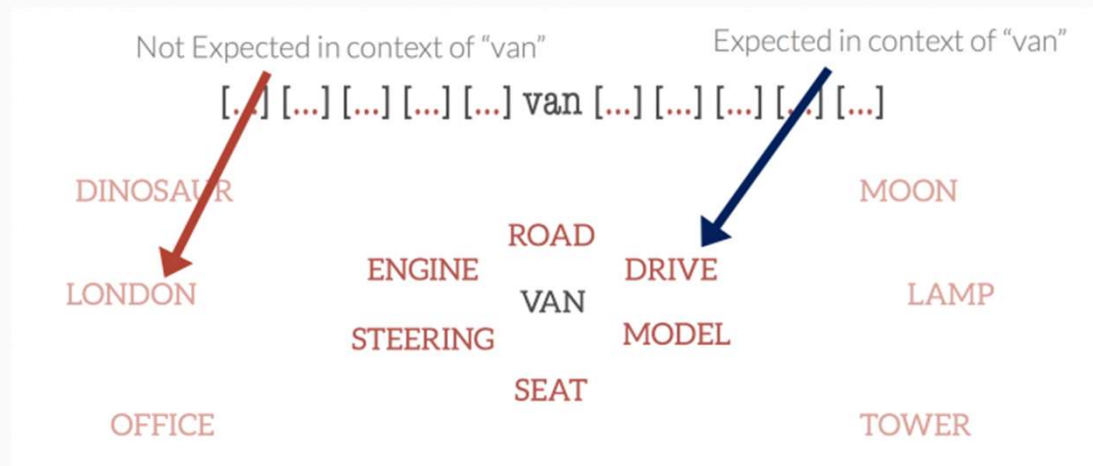 Not Expected in context of “van”
Expected in context of “van”
[...] [...] [...] [...] [...] van [...] [...] [...] [...] [...]
DINOSAUR
MOON
ROAD
ENGINE
DRIVE
LONDON
VAN
LAMP
STEERING
MODEL
SEAT
OFFICE
TOWER